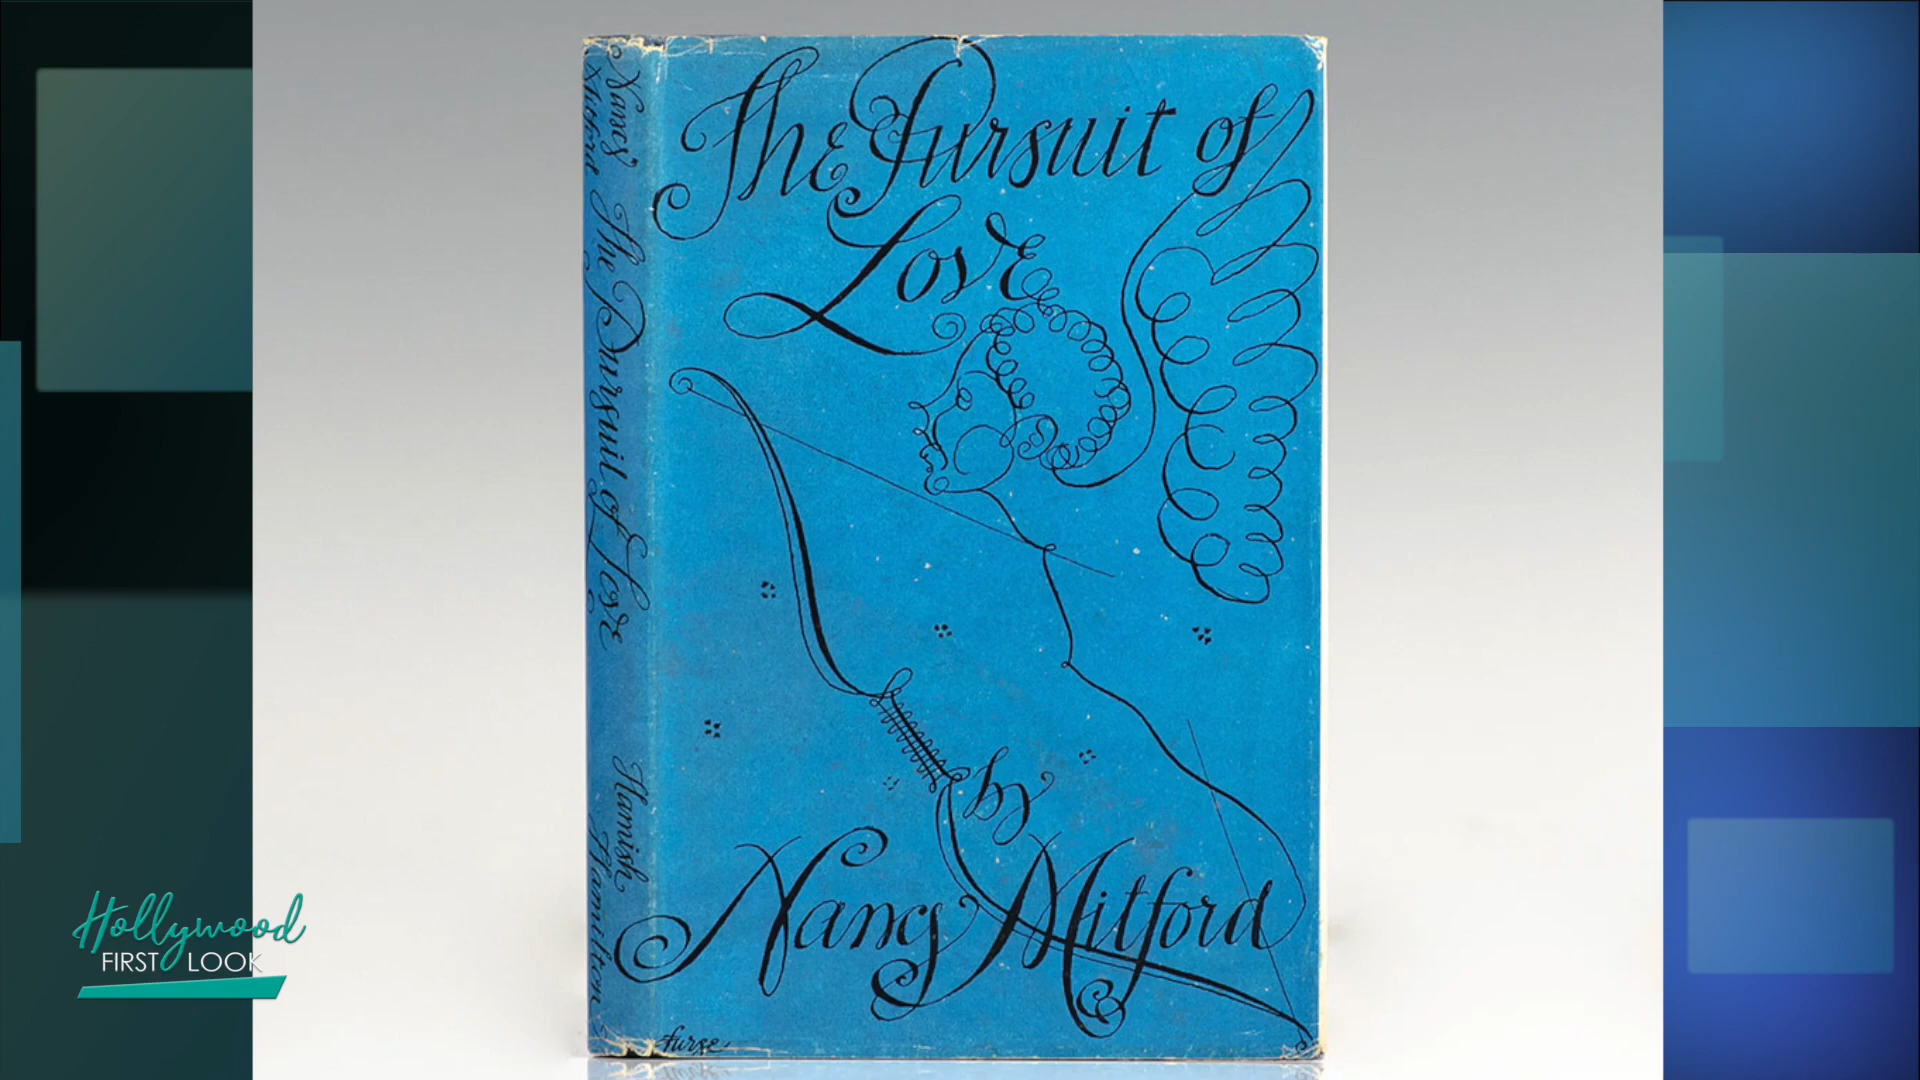 The Pursuit of
Love
by
Nancy Mitford
furse
Nancy
Mitford
The Pursuit of Love
Hamish
Hamilton
Hollywood
FIRST LOOK